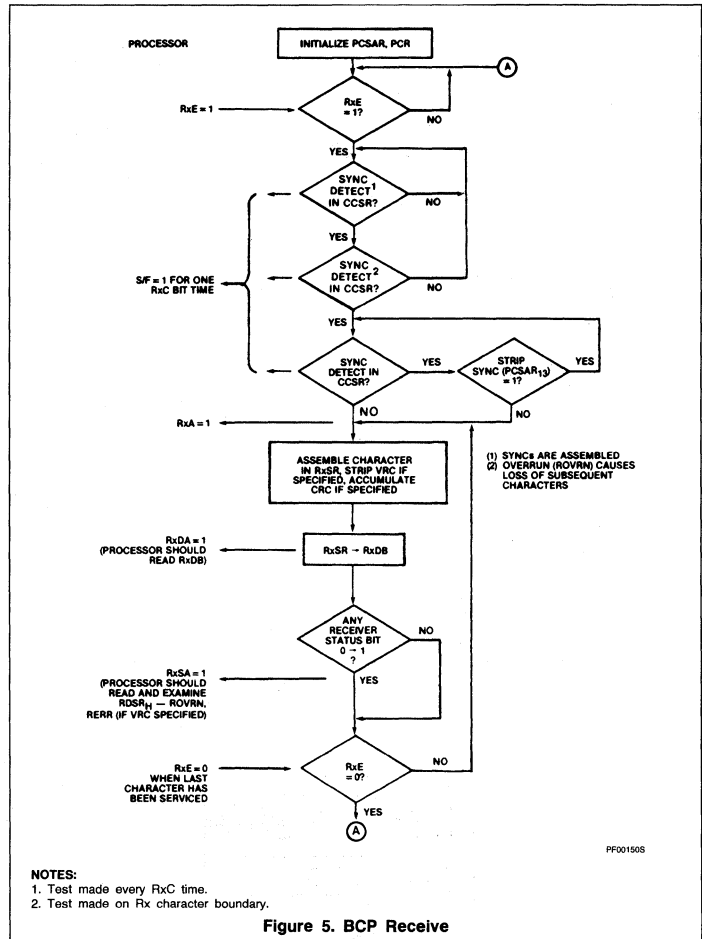 PROCESSOR
INITIALIZE PCSAR, PCR
A
RxE = 1
RxE
= 1?
NO
YES
SYNC
DETECT¹
IN CCSR?
NO
YES
S/F = 1 FOR ONE
RxC BIT TIME
SYNC
DETECT²
IN CCSR?
NO
YES
SYNC
DETECT IN
CCSR?
YES
STRIP
SYNC (PCSAR₁₃)
= 1?
YES
NO
NO
RxA = 1
ASSEMBLE CHARACTER
IN RxSR, STRIP VRC IF
SPECIFIED, ACCUMULATE
CRC IF SPECIFIED
(1) SYNCs ARE ASSEMBLED
(2) OVERRUN (ROVRN) CAUSES
LOSS OF SUBSEQUENT
CHARACTERS
RxDA = 1
(PROCESSOR SHOULD
READ RxDB)
RxSR → RxDB
ANY
RECEIVER
STATUS BIT
0 → 1
?
NO
YES
RxSA = 1
(PROCESSOR SHOULD
READ AND EXAMINE
RDSR_H — ROVRN,
RERR (IF VRC SPECIFIED)
RxE = 0
WHEN LAST
CHARACTER HAS
BEEN SERVICED
RxE
= 0?
NO
YES
A
PF00150S
NOTES:
1. Test made every RxC time.
2. Test made on Rx character boundary.
Figure 5. BCP Receive